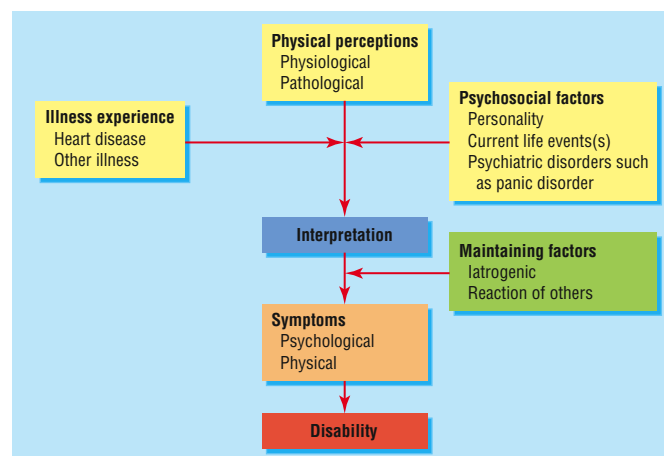 Physical perceptions
Physiological
Pathological
Illness experience
Heart disease
Other illness
Psychosocial factors
Personality
Current life events(s)
Psychiatric disorders such
as panic disorder
Interpretation
Maintaining factors
Iatrogenic
Reaction of others
Symptoms
Psychological
Physical
Disability